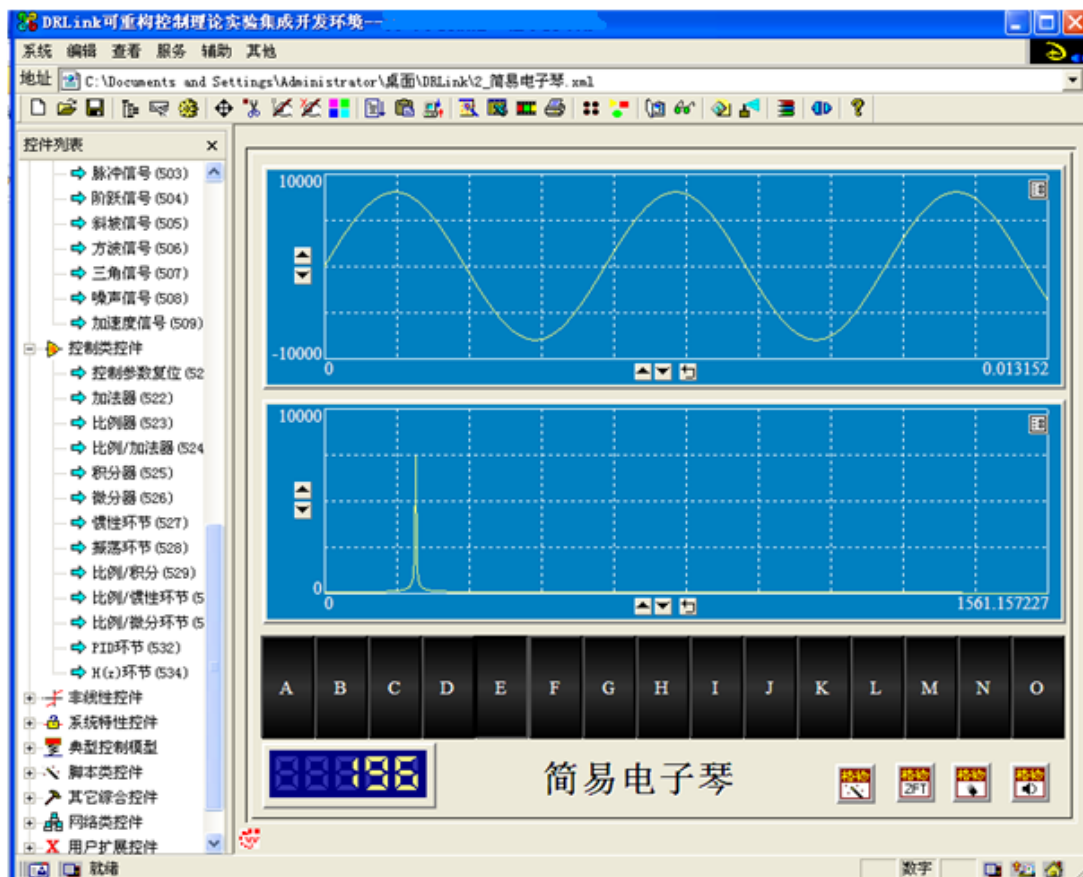 DRLink可重构控制理论实验集成开发环境--
系统 编辑 查看 服务 辅助 其他
地址 C:\Documents and Settings\Administrator\桌面\DRLink\2_简易电子琴.xml
控件列表
脉冲信号(503)
阶跃信号(504)
斜坡信号(505)
方波信号(506)
三角信号(507)
噪声信号(508)
加速度信号(509)
控制类控件
控制参数复位(52
加法器(522)
比例器(523)
比例/加法器(524
积分器(525)
微分器(526)
惯性环节(527)
振荡环节(528)
比例/积分(529)
比例/惯性环节(5
比例/微分环节(5
PID环节(532)
H(z)环节(534)
非线性控件
系统特性控件
典型控制模型
脚本类控件
其它综合控件
网络类控件
用户扩展控件
10000
-10000
0
0.013152
10000
0
0
1561.157227
A B C D E F G H I J K L M N O
196
简易电子琴
就绪
数字